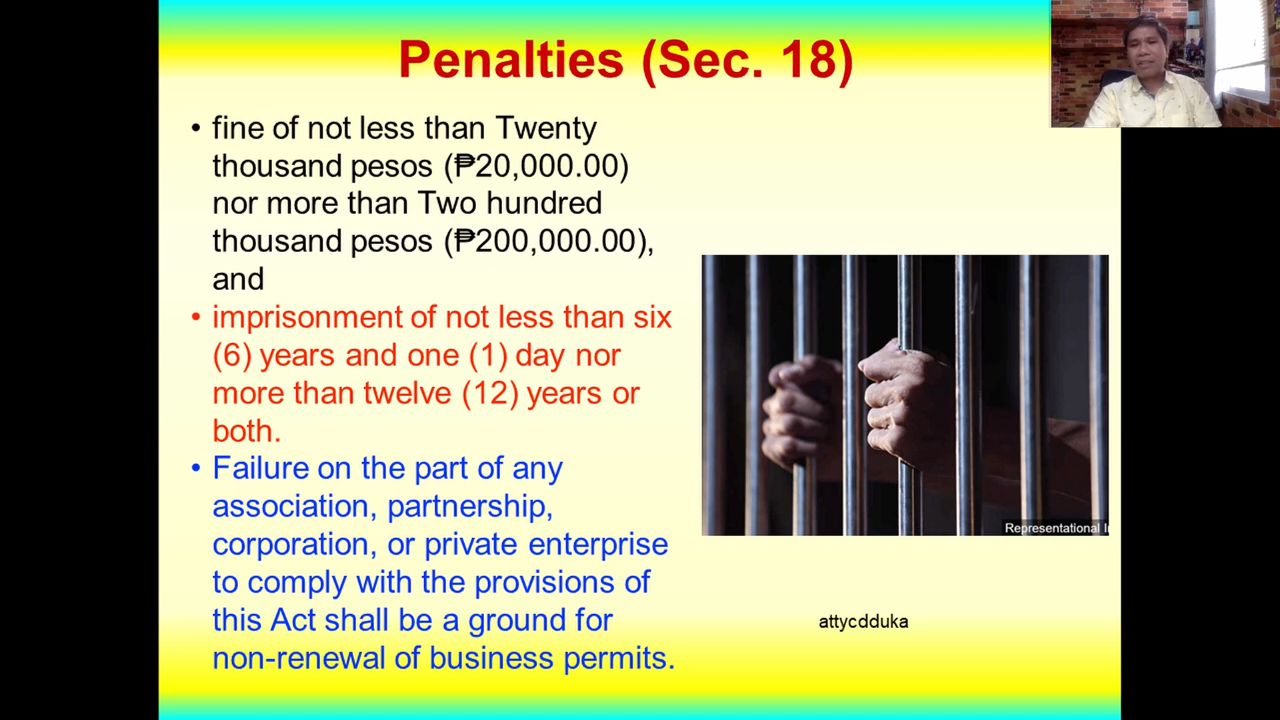 Penalties (Sec. 18)
• fine of not less than Twenty
thousand pesos (₱20,000.00)
nor more than Two hundred
thousand pesos (₱200,000.00),
and
• imprisonment of not less than six
(6) years and one (1) day nor
more than twelve (12) years or
both.
• Failure on the part of any
association, partnership,
corporation, or private enterprise
to comply with the provisions of
this Act shall be a ground for
non-renewal of business permits.
Representational
attycdduka